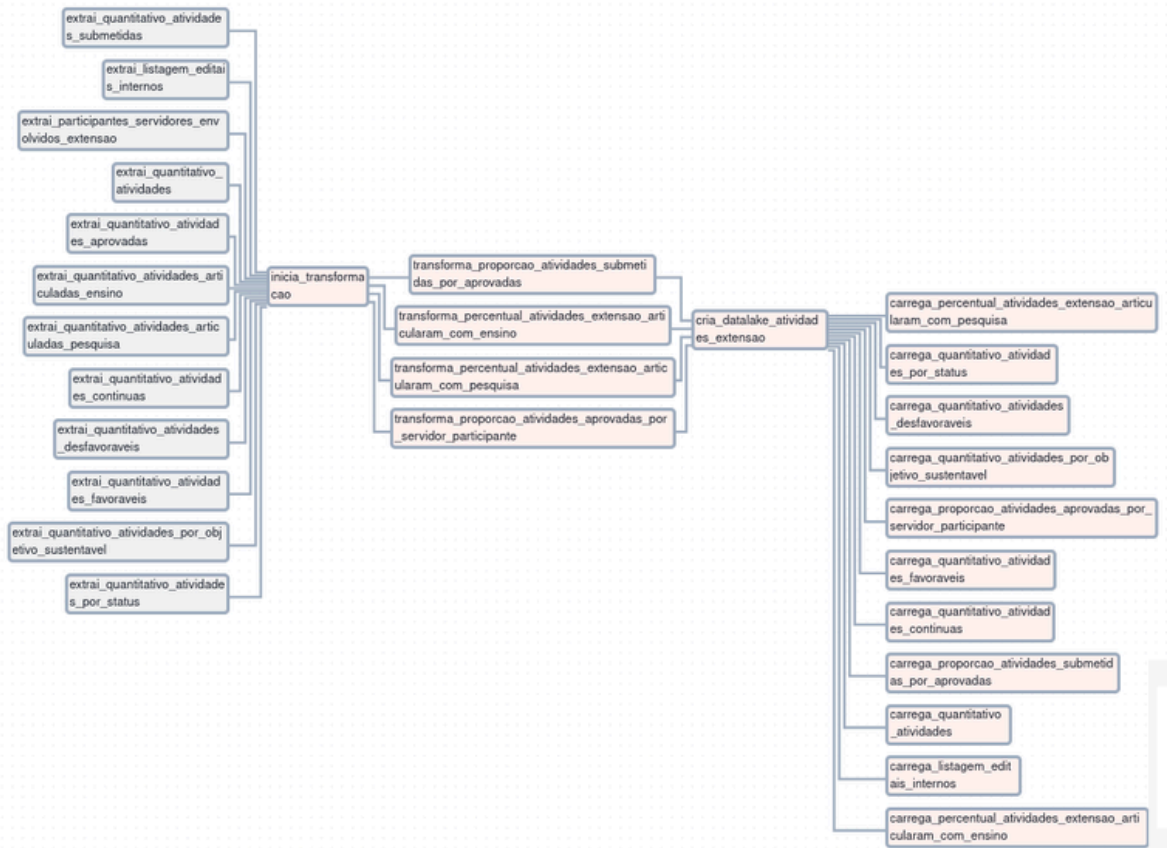 extrai_quantitativo_atividade
s_submetidas
extrai_listagem_editai
s_internos
extrai_participantes_servidores_env
olvidos_extensao
extrai_quantitativo_
atividades
extrai_quantitativo_atividad
es_aprovadas
extrai_quantitativo_atividades_arti
culadas_ensino
extrai_quantitativo_atividades_artic
uladas_pesquisa
extrai_quantitativo_atividad
es_continuas
extrai_quantitativo_atividades
_desfavoraveis
extrai_quantitativo_atividad
es_favoraveis
extrai_quantitativo_atividades_por_obj
etivo_sustentavel
extrai_quantitativo_atividade
s_por_status
inicia_transforma
cao
transforma_proporcao_atividades_submeti
das_por_aprovadas
transforma_percentual_atividades_extensao_arti
cularam_com_ensino
transforma_percentual_atividades_extensao_artic
ularam_com_pesquisa
transforma_proporcao_atividades_aprovadas_por
_servidor_participante
cria_datalake_atividad
es_extensao
carrega_percentual_atividades_extensao_articu
laram_com_pesquisa
carrega_quantitativo_atividad
es_por_status
carrega_quantitativo_atividades
_desfavoraveis
carrega_quantitativo_atividades_por_ob
jetivo_sustentavel
carrega_proporcao_atividades_aprovadas_por_
servidor_participante
carrega_quantitativo_atividad
es_favoraveis
carrega_quantitativo_atividad
es_continuas
carrega_proporcao_atividades_submetid
as_por_aprovadas
carrega_quantitativo
_atividades
carrega_listagem_edit
ais_internos
carrega_percentual_atividades_extensao_arti
cularam_com_ensino